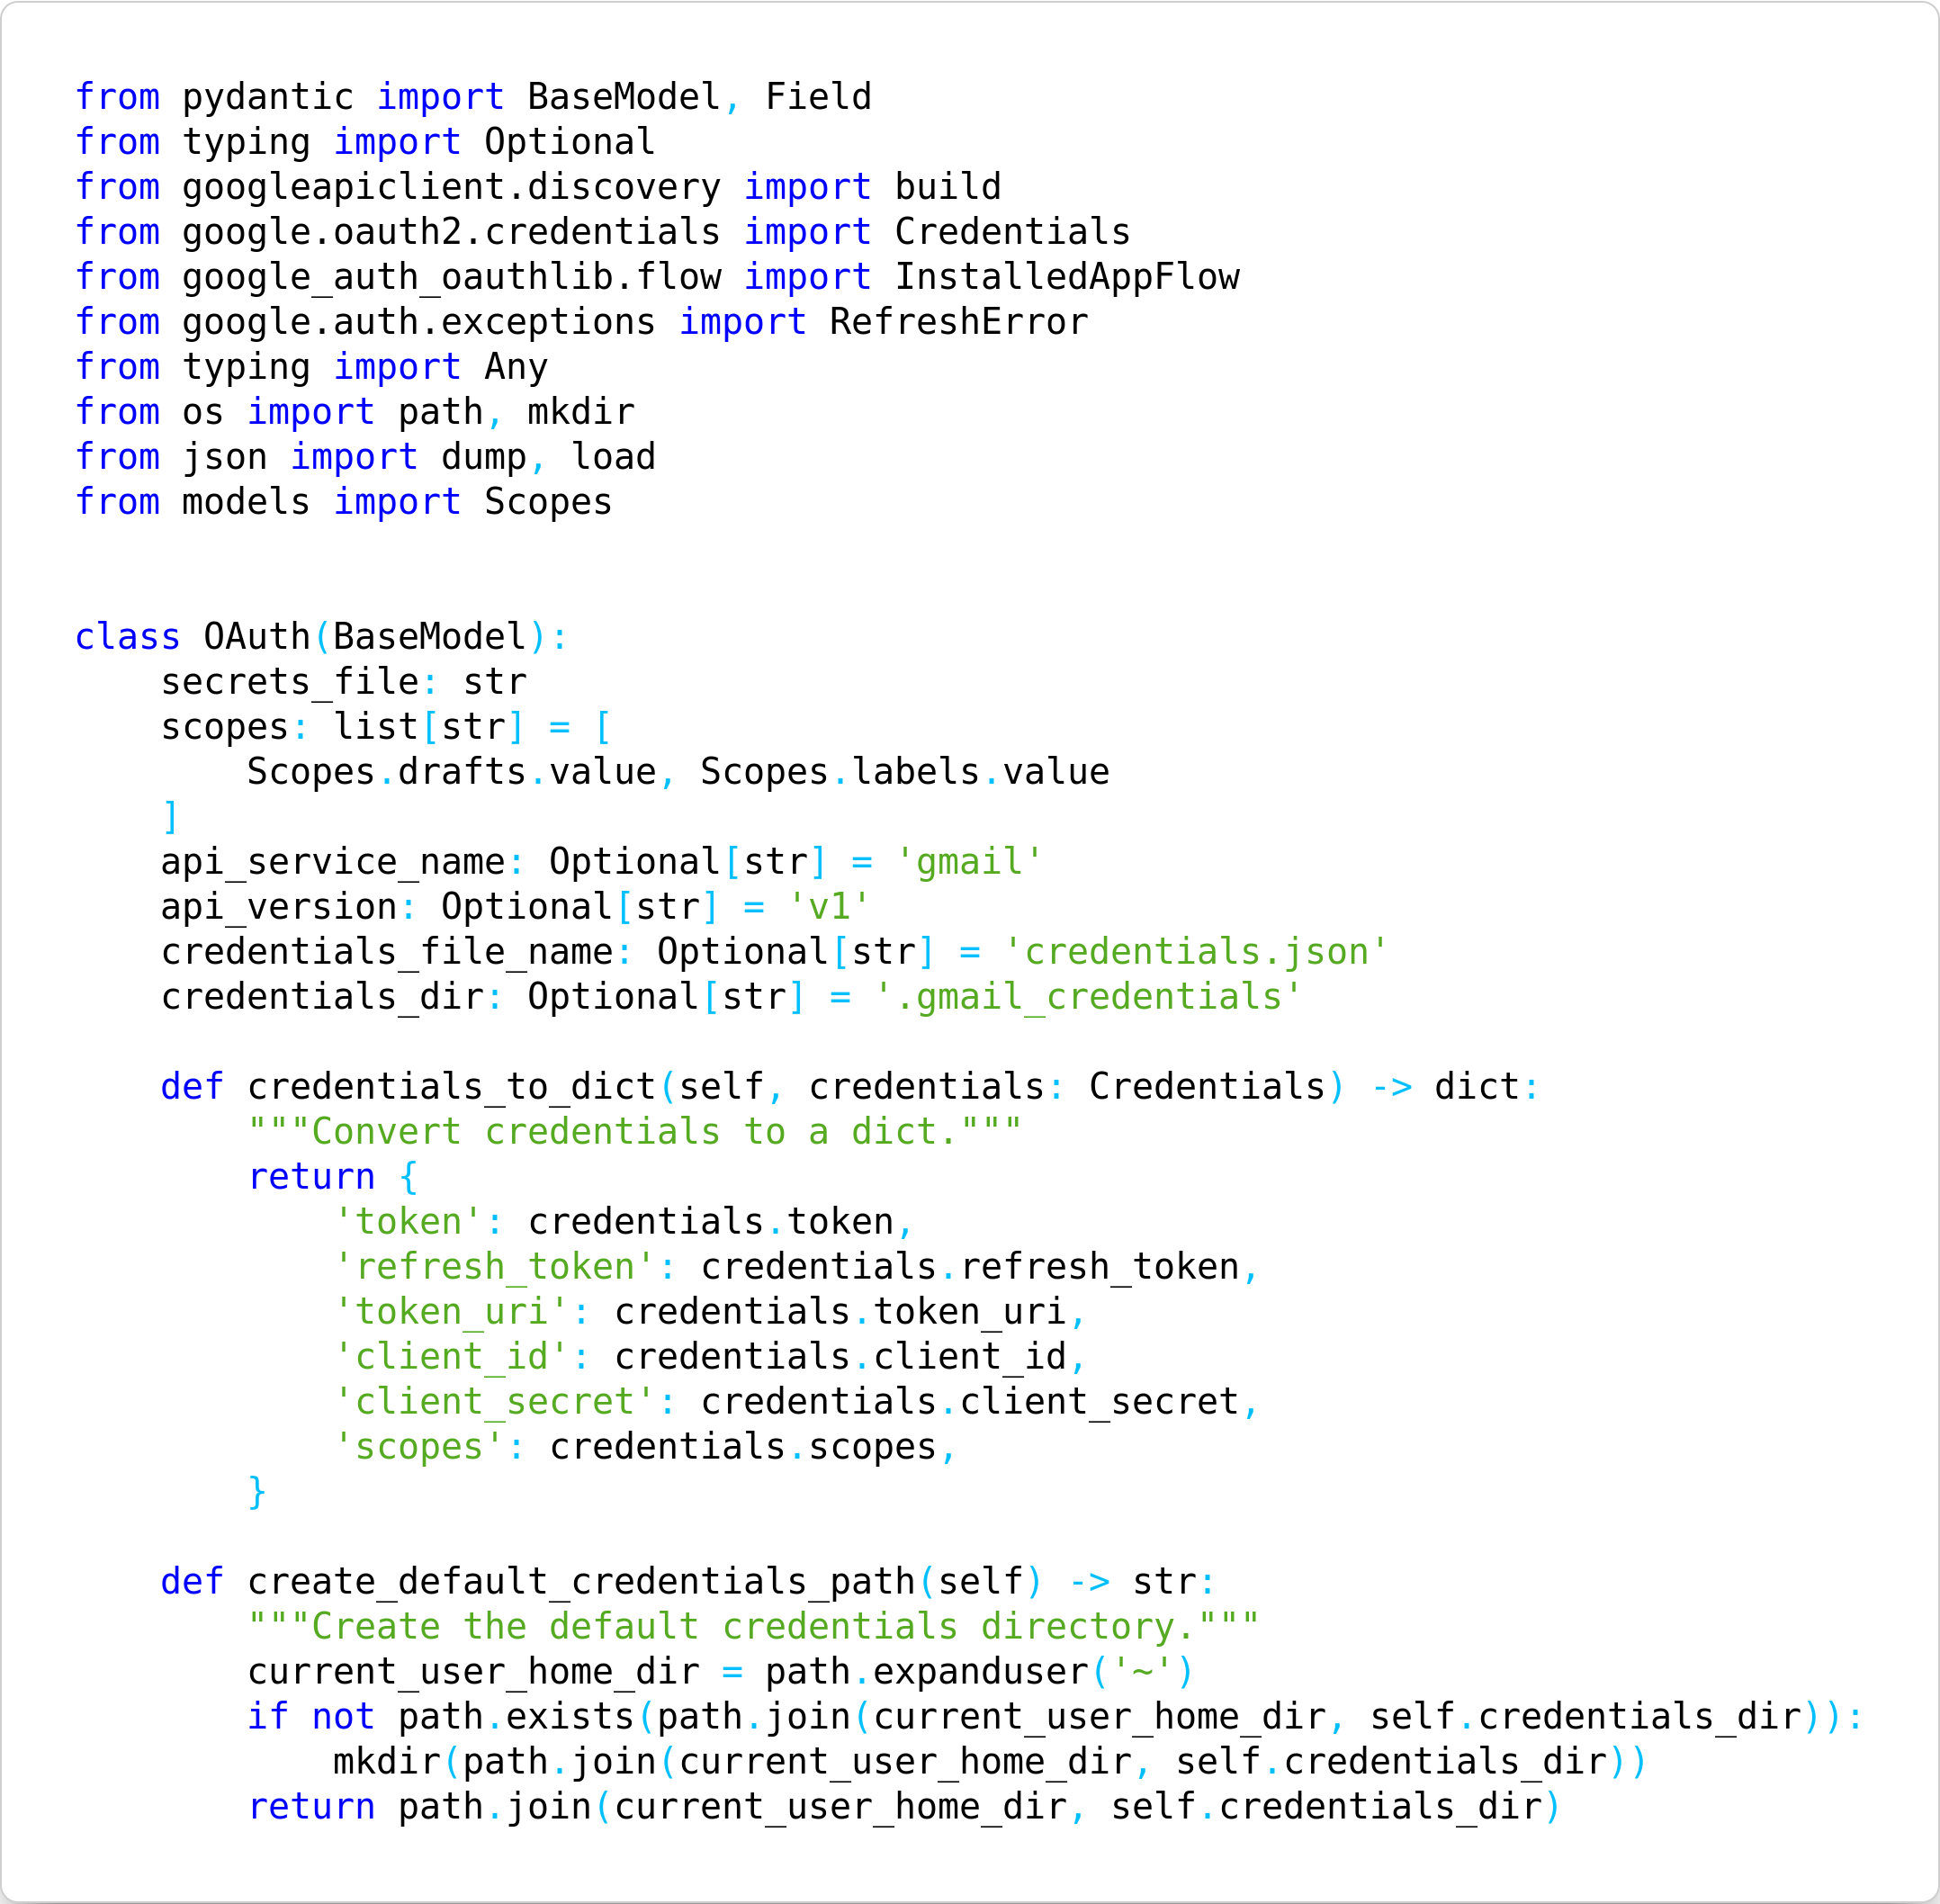 from pydantic import BaseModel, Field
from typing import Optional
from googleapiclient.discovery import build
from google.oauth2.credentials import Credentials
from google_auth_oauthlib.flow import InstalledAppFlow
from google.auth.exceptions import RefreshError
from typing import Any
from os import path, mkdir
from json import dump, load
from models import Scopes


class OAuth(BaseModel):
    secrets_file: str
    scopes: list[str] = [
        Scopes.drafts.value, Scopes.labels.value
    ]
    api_service_name: Optional[str] = 'gmail'
    api_version: Optional[str] = 'v1'
    credentials_file_name: Optional[str] = 'credentials.json'
    credentials_dir: Optional[str] = '.gmail_credentials'

    def credentials_to_dict(self, credentials: Credentials) -> dict:
        """Convert credentials to a dict."""
        return {
            'token': credentials.token,
            'refresh_token': credentials.refresh_token,
            'token_uri': credentials.token_uri,
            'client_id': credentials.client_id,
            'client_secret': credentials.client_secret,
            'scopes': credentials.scopes,
        }

    def create_default_credentials_path(self) -> str:
        """Create the default credentials directory."""
        current_user_home_dir = path.expanduser('~')
        if not path.exists(path.join(current_user_home_dir, self.credentials_dir)):
            mkdir(path.join(current_user_home_dir, self.credentials_dir))
        return path.join(current_user_home_dir, self.credentials_dir)